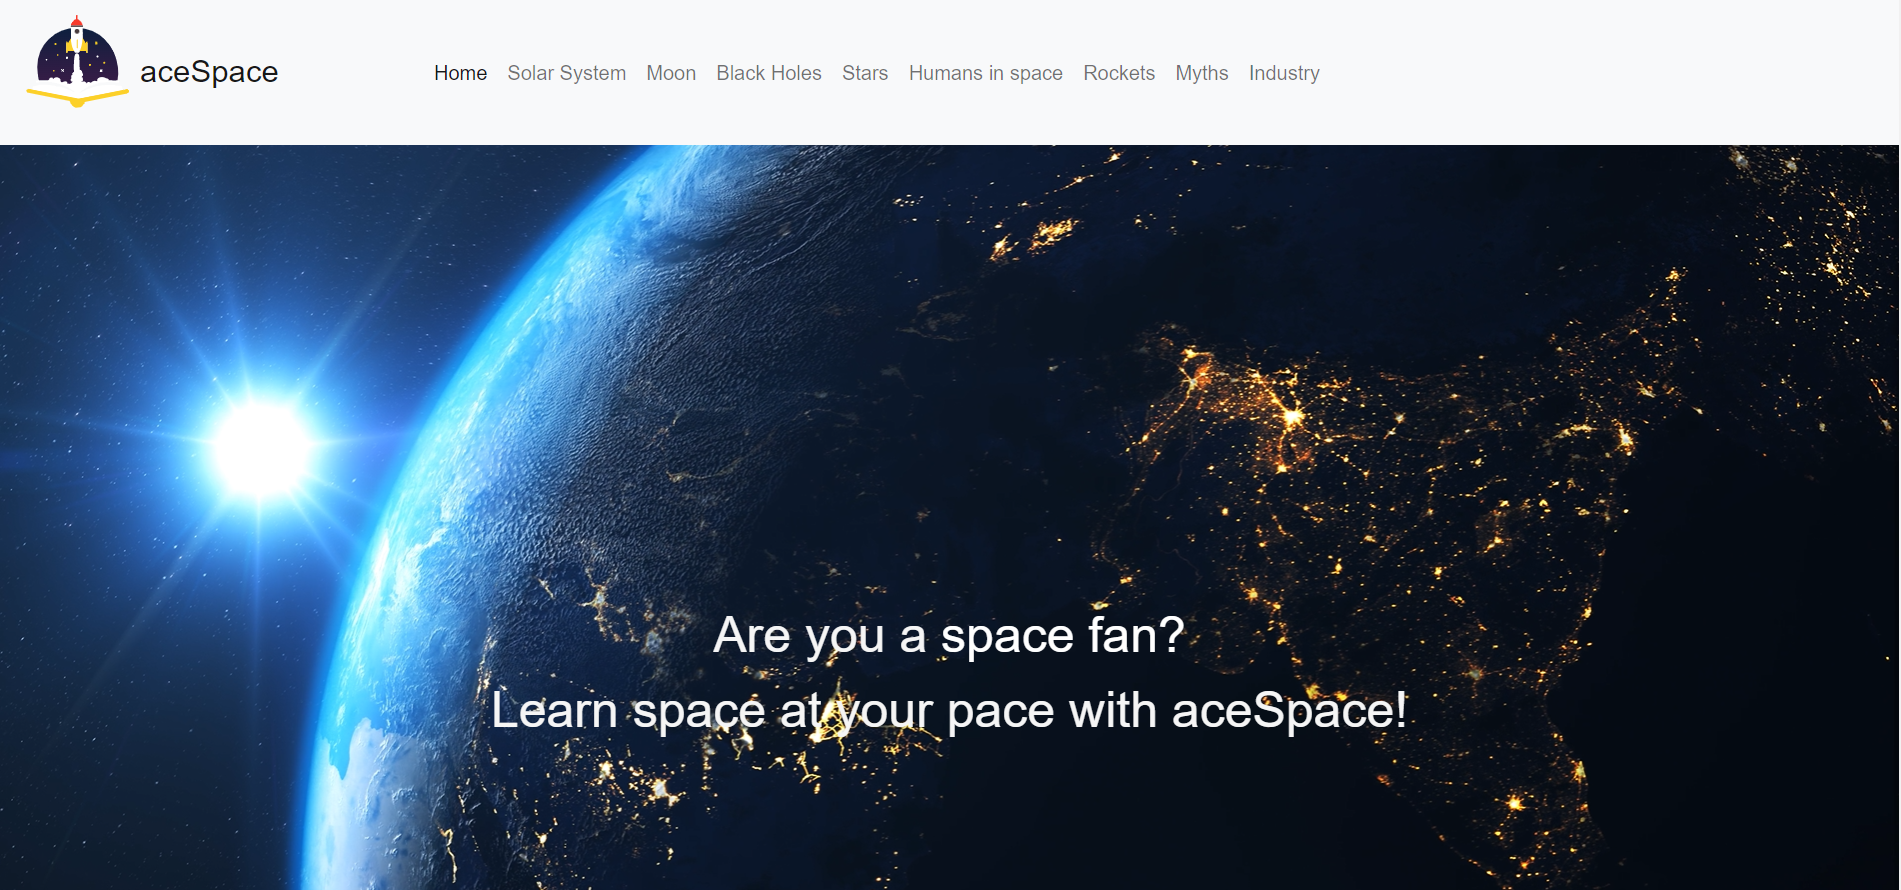 aceSpace
Home Solar System Moon Black Holes Stars Humans in space Rockets Myths Industry
Are you a space fan?
Learn space at your pace with aceSpace!